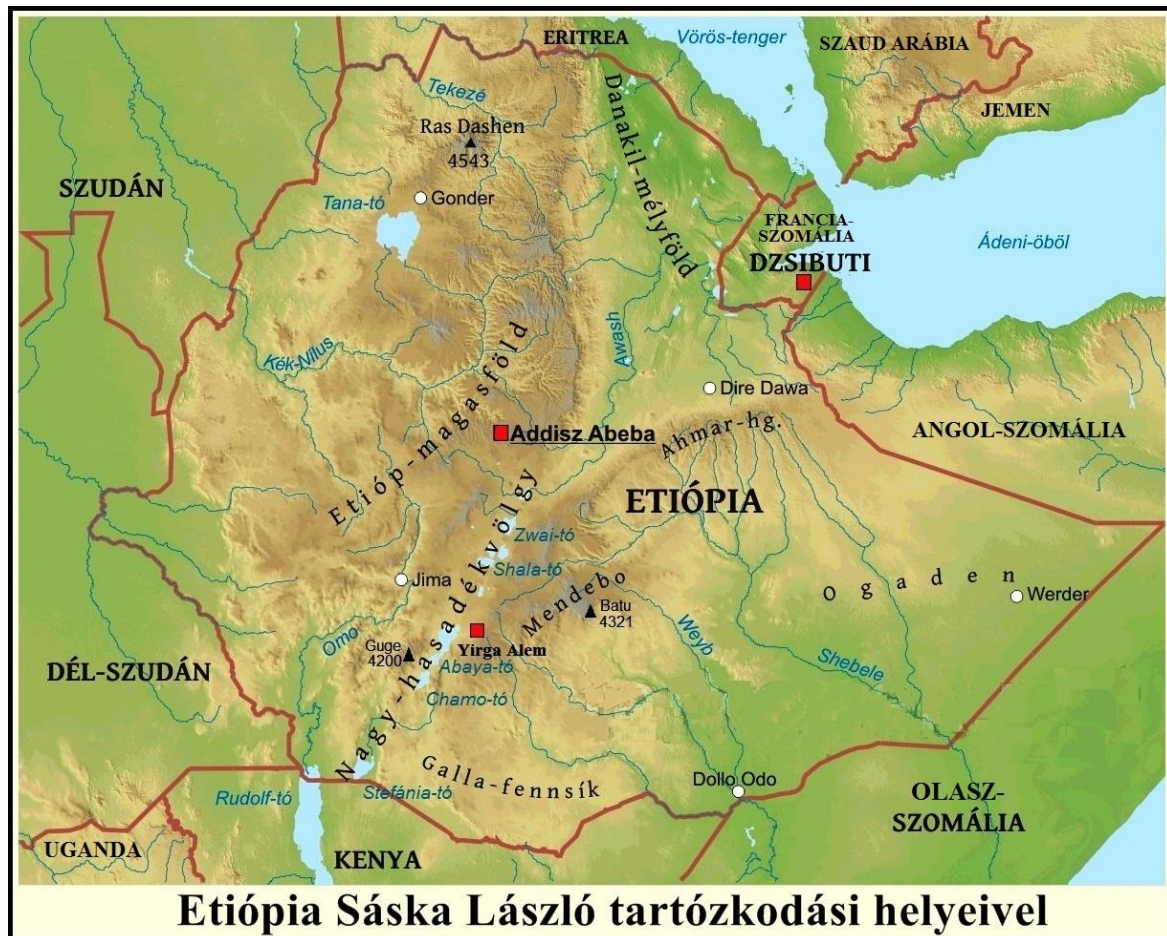 ERITREA
Vörös-tenger
SZAUD ARÁBIA
JEMEN
Tekezé
Danakil-mélyföld
Ras Dashen
4543
SZUDÁN
Tana-tó
Gonder
FRANCIA-
SZOMÁLIA
DZSIBUTI
Ádeni-öböl
Kék-Nílus
Awash
Etióp-magasföld
Dire Dawa
Addisz Abeba
Ahmar-hg.
ANGOL-SZOMÁLIA
ETIÓPIA
Nagy-hasadékvölgy
Zwai-tó
Shala-tó
Jima
Mendebo
Batu
4321
Ogaden
Werder
Omo
Guge
4200
Yirga Alem
Abaya-tó
Weyb
Shebele
DÉL-SZUDÁN
Chamo-tó
Galla-fennsík
Dollo Odo
Rudolf-tó
Stefánia-tó
OLASZ-
SZOMÁLIA
UGANDA
KENYA
Etiópia Sáska László tartózkodási helyeivel